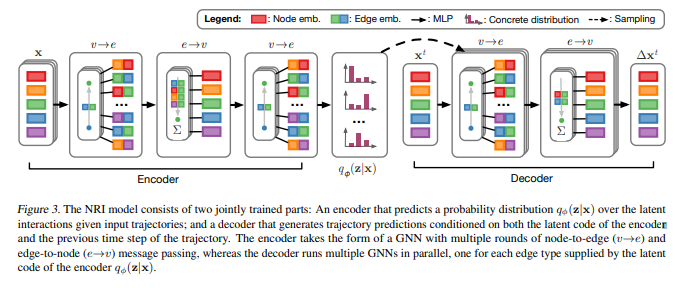 Legend: : Node emb. : Edge emb. : MLP : Concrete distribution : Sampling
x v→e e→v v→e xᵗ v→e e→v Δxᵗ
... Σ ... ... ... Σ
qϕ(z|x)
Encoder Decoder
Figure 3. The NRI model consists of two jointly trained parts: An encoder that predicts a probability distribution qϕ(z|x) over the latent
interactions given input trajectories; and a decoder that generates trajectory predictions conditioned on both the latent code of the encoder
and the previous time step of the trajectory. The encoder takes the form of a GNN with multiple rounds of node-to-edge (v→e) and
edge-to-node (e→v) message passing, whereas the decoder runs multiple GNNs in parallel, one for each edge type supplied by the latent
code of the encoder qϕ(z|x).